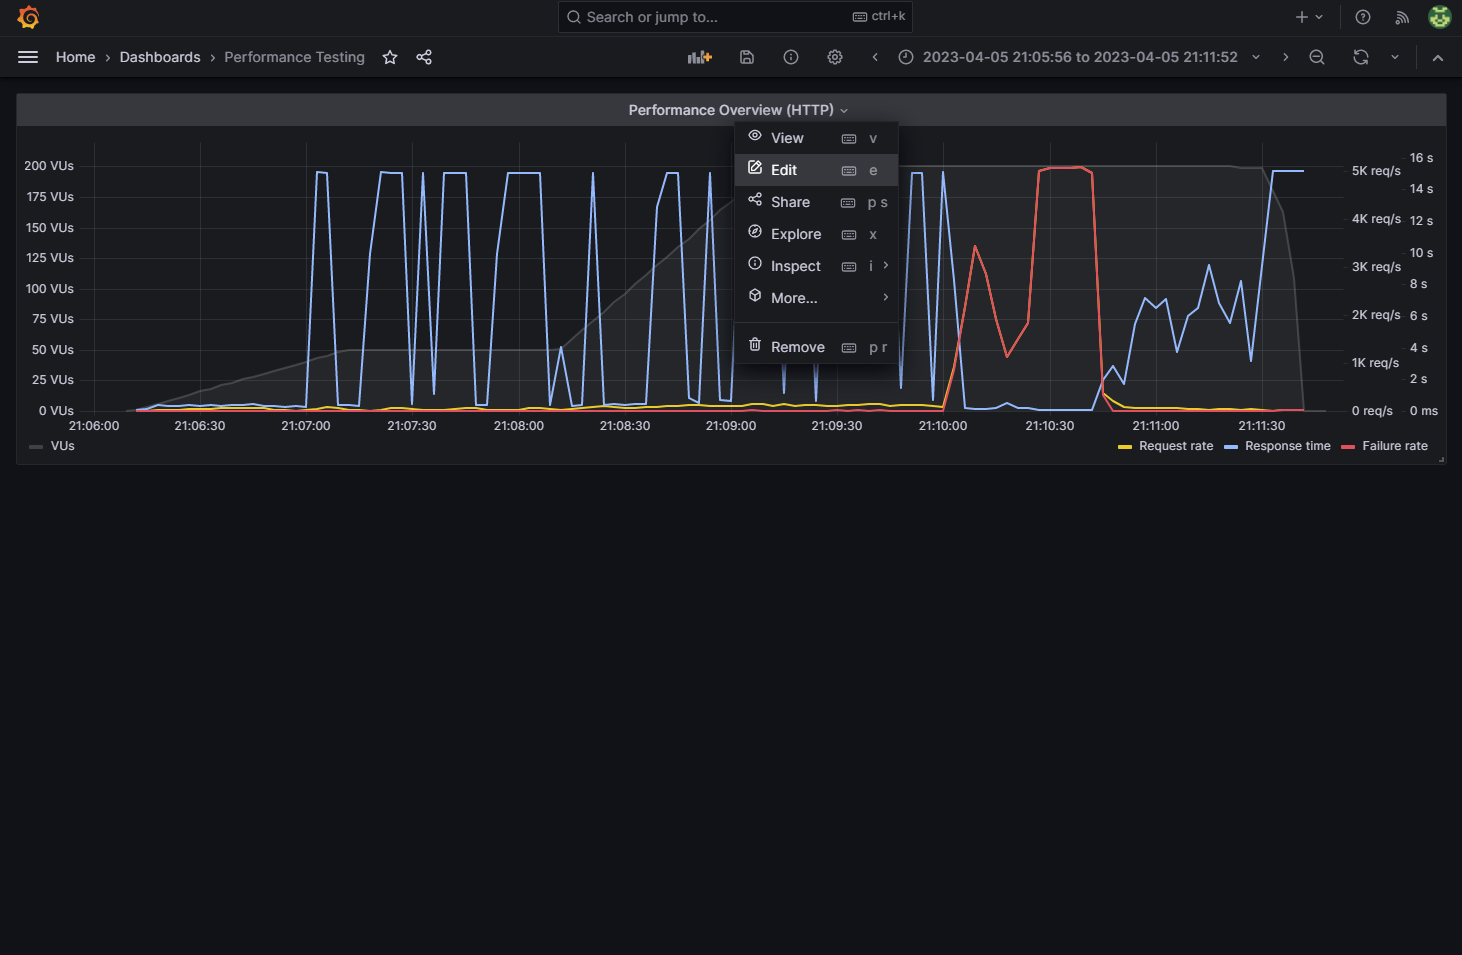 Search or jump to... ctrl+k
Home › Dashboards › Performance Testing
2023-04-05 21:05:56 to 2023-04-05 21:11:52
Performance Overview (HTTP)
View v
Edit e
Share p s
Explore x
Inspect i
More...
Remove p r
200 VUs
175 VUs
150 VUs
125 VUs
100 VUs
75 VUs
50 VUs
25 VUs
0 VUs
5K req/s
4K req/s
3K req/s
2K req/s
1K req/s
0 req/s
16 s
14 s
12 s
10 s
8 s
6 s
4 s
2 s
0 ms
21:06:00 21:06:30 21:07:00 21:07:30 21:08:00 21:08:30 21:09:00 21:09:30 21:10:00 21:10:30 21:11:00 21:11:30
VUs Request rate Response time Failure rate